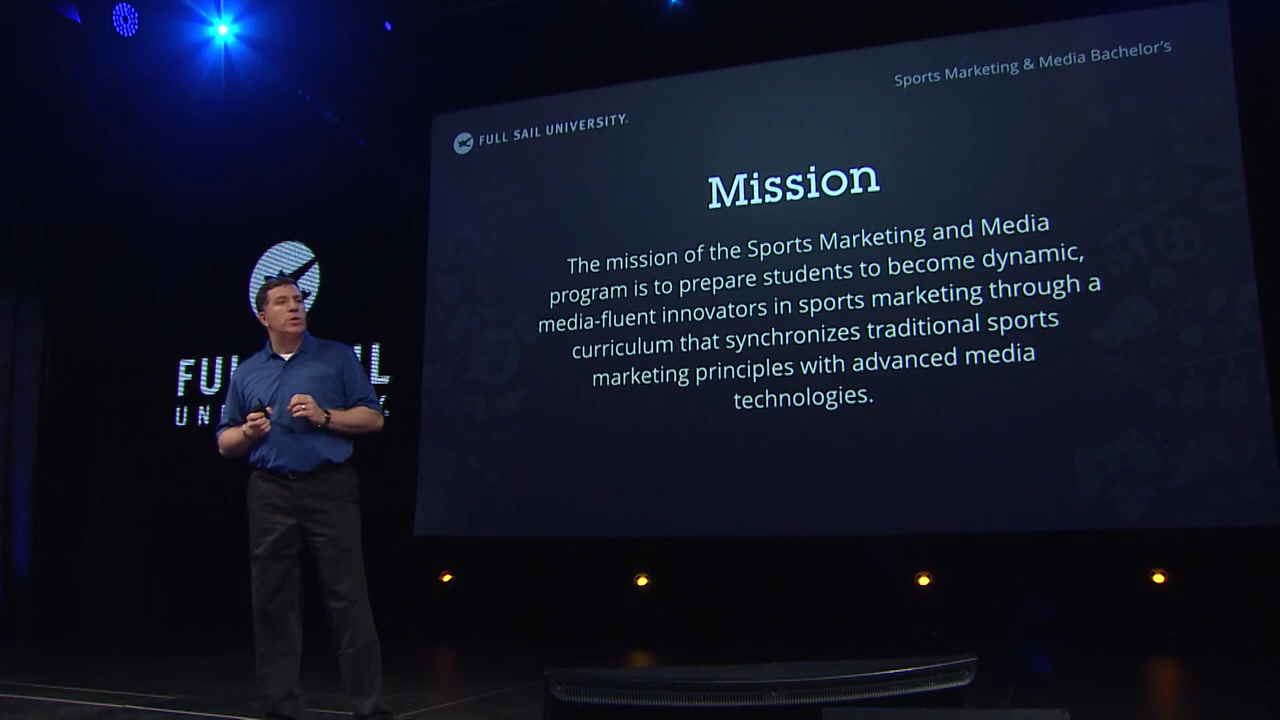 Sports Marketing & Media Bachelor's
FULL SAIL UNIVERSITY.
Mission
The mission of the Sports Marketing and Media
program is to prepare students to become dynamic,
media-fluent innovators in sports marketing through a
curriculum that synchronizes traditional sports
marketing principles with advanced media
technologies.